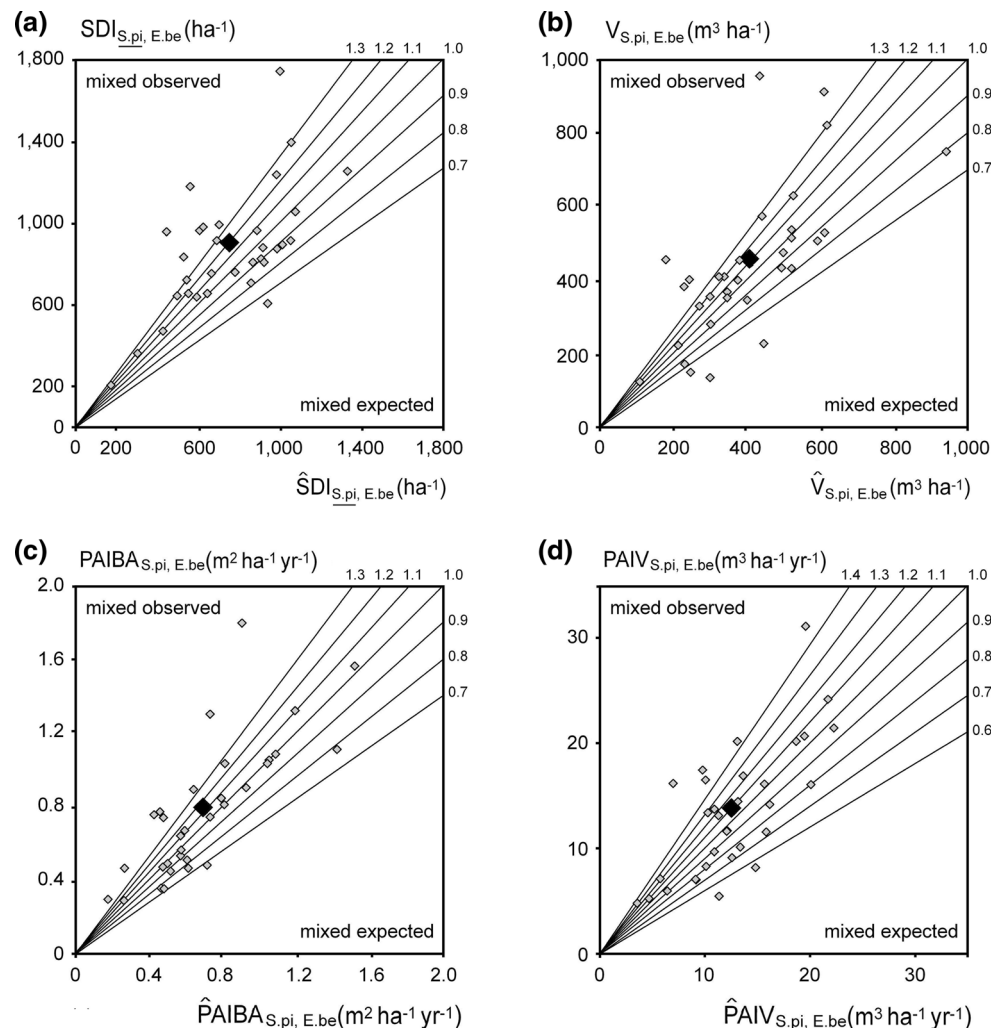 (a) SDI S.pi, E.be (ha-1)
1.3 1.2 1.1 1.0
1,800
mixed observed
0.9
1,400
0.8
0.7
1,000
600
200
mixed expected
0
0 200 600 1,000 1,400 1,800
ŜDI S.pi, E.be (ha-1)
(b) V S.pi, E.be (m³ ha-1)
1.3 1.2 1.1 1.0
1,000
mixed observed
0.9
800
0.8
0.7
600
400
200
mixed expected
0
0 200 400 600 800 1,000
V̂ S.pi, E.be (m³ ha-1)
(c) PAIBA S.pi, E.be (m² ha-1 yr-1)
1.3 1.2 1.1 1.0
2.0
mixed observed
0.9
1.6
0.8
0.7
1.2
0.8
0.4
mixed expected
0
0 0.4 0.8 1.2 1.6 2.0
P̂AIBA S.pi, E.be (m² ha-1 yr-1)
(d) PAIV S.pi, E.be (m³ ha-1 yr-1)
1.4 1.3 1.2 1.1 1.0
mixed observed
0.9
30
0.8
0.7
0.6
20
10
mixed expected
0
0 10 20 30
P̂AIV S.pi, E.be (m³ ha-1 yr-1)